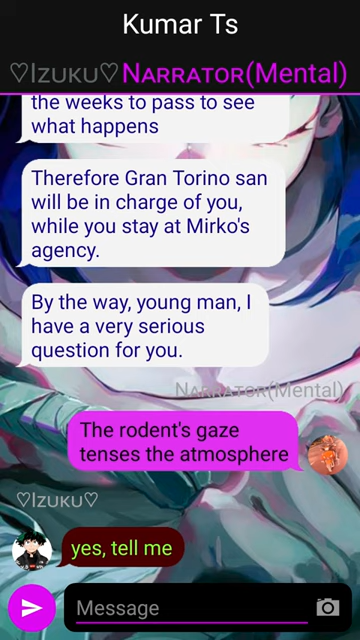 Kumar Ts
♡Izuku♡ Narrator(Mental)
the weeks to pass to see
what happens
Therefore Gran Torino san
will be in charge of you,
while you stay at Mirko's
agency.
By the way, young man, I
have a very serious
question for you.
Narrator(Mental)
The rodent's gaze
tenses the atmosphere
♡Izuku♡
yes, tell me
Message